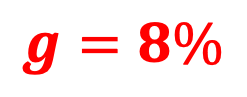 g = 8%